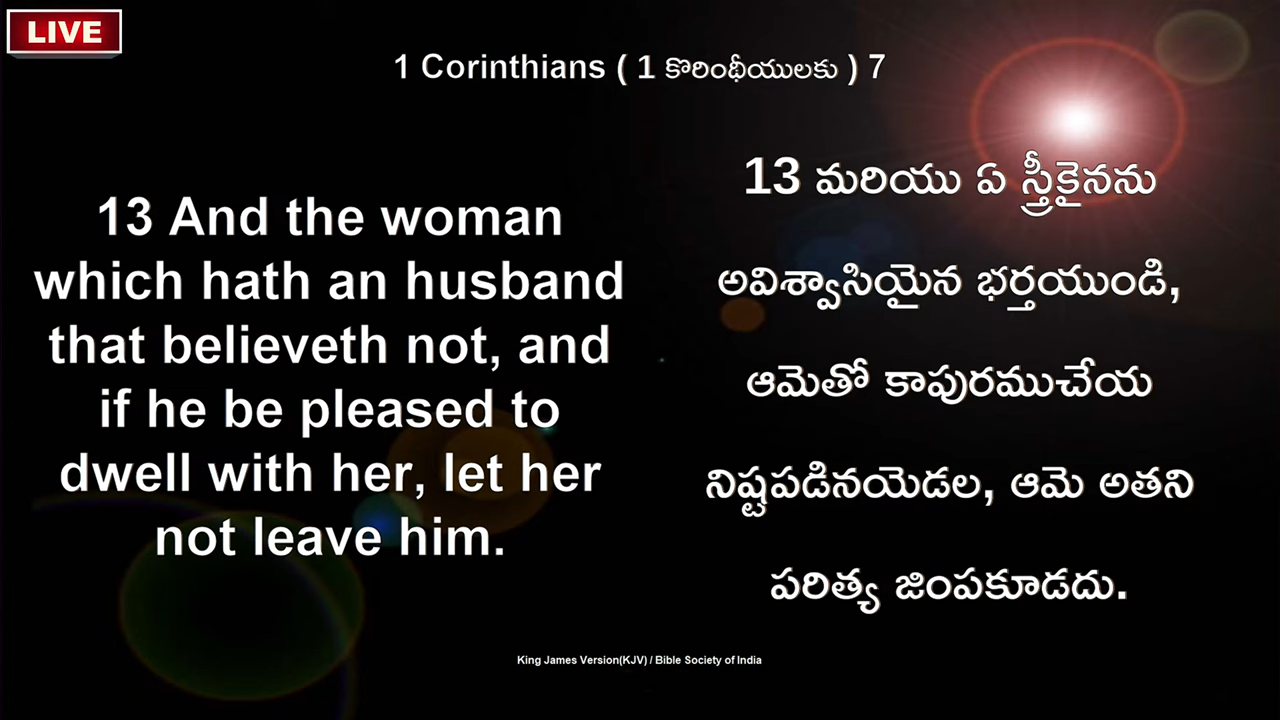 LIVE
1 Corinthians ( 1 కొరింథీయులకు ) 7
13 And the woman
which hath an husband
that believeth not, and
if he be pleased to
dwell with her, let her
not leave him.
13 మరియు ఏ స్త్రీకైనను
అవిశ్వాసియైన భర్తయుండి,
ఆమెతో కాపురముచేయ
నిష్టపడినయెడల, ఆమె అతని
పరిత్య జింపకూడదు.
King James Version(KJV) / Bible Society of India